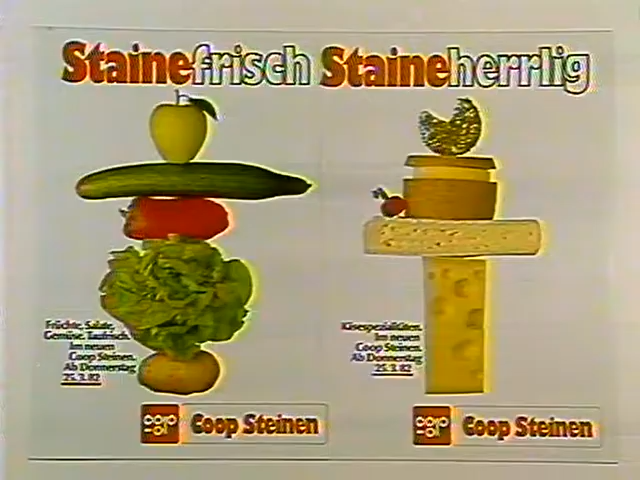 Stainefrisch
Früchte, Salate,
Gemüse. Taufrisch.
Im neuen
Coop Steinen.
Ab Donnerstag
25.3.82
coop
Coop Steinen
Staineherrlig
Käsespezialitäten.
Im neuen
Coop Steinen.
Ab Donnerstag
25.3.82
coop
Coop Steinen